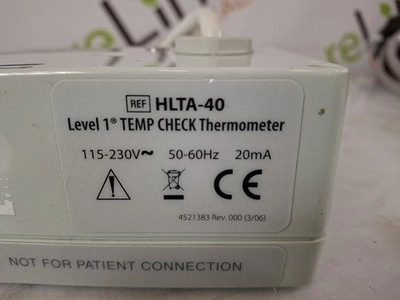 REF HLTA-40
Level 1® TEMP CHECK Thermometer
115-230V~ 50-60Hz 20mA
CE
4521383 Rev. 000 (3/06)
NOT FOR PATIENT CONNECTION